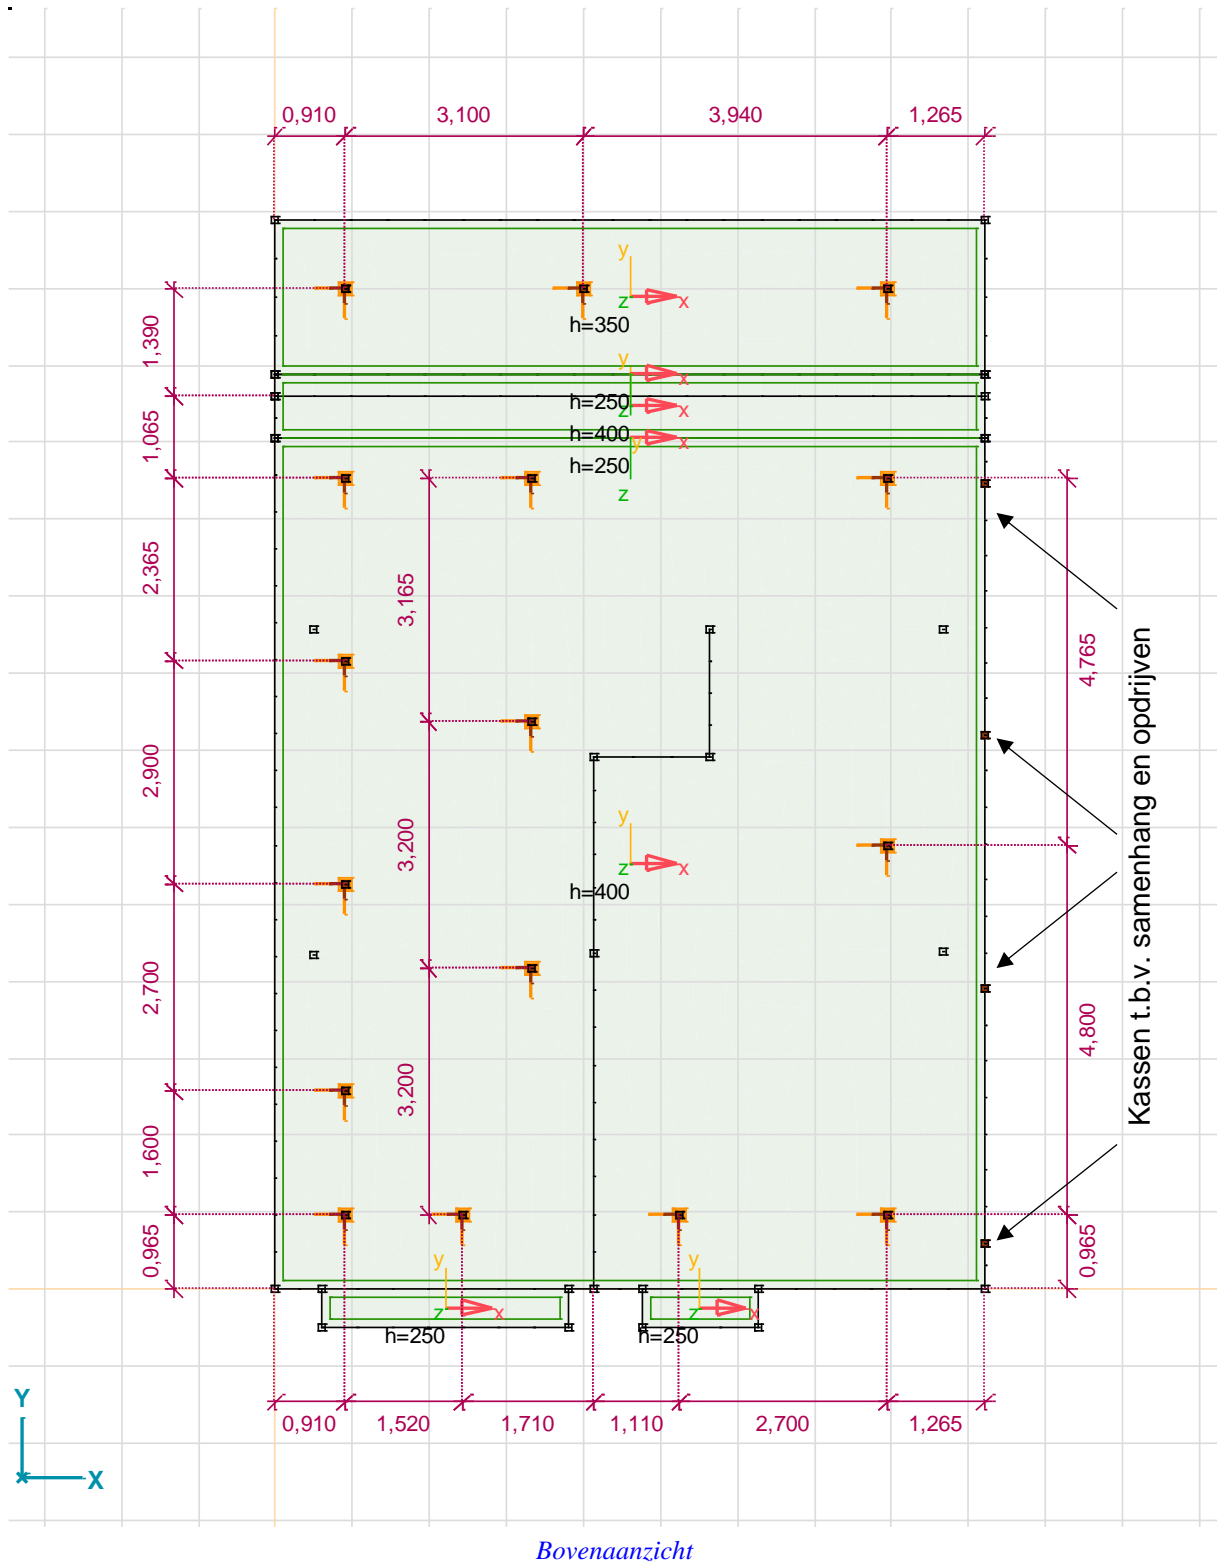 0,910 3,100 3,940 1,265
y
z x
h=350
1,390
y
x
h=250
z x
1,065
h=400
y x
h=250
z
2,365
3,165
4,765
2,900
3,200
y
z x
h=400
Kassen t.b.v. samenhang en opdrijven
2,700
4,800
3,200
1,600
0,965
0,965
y y
z x z x
h=250 h=250
Y
X
0,910 1,520 1,710 1,110 2,700 1,265
Bovenaanzicht